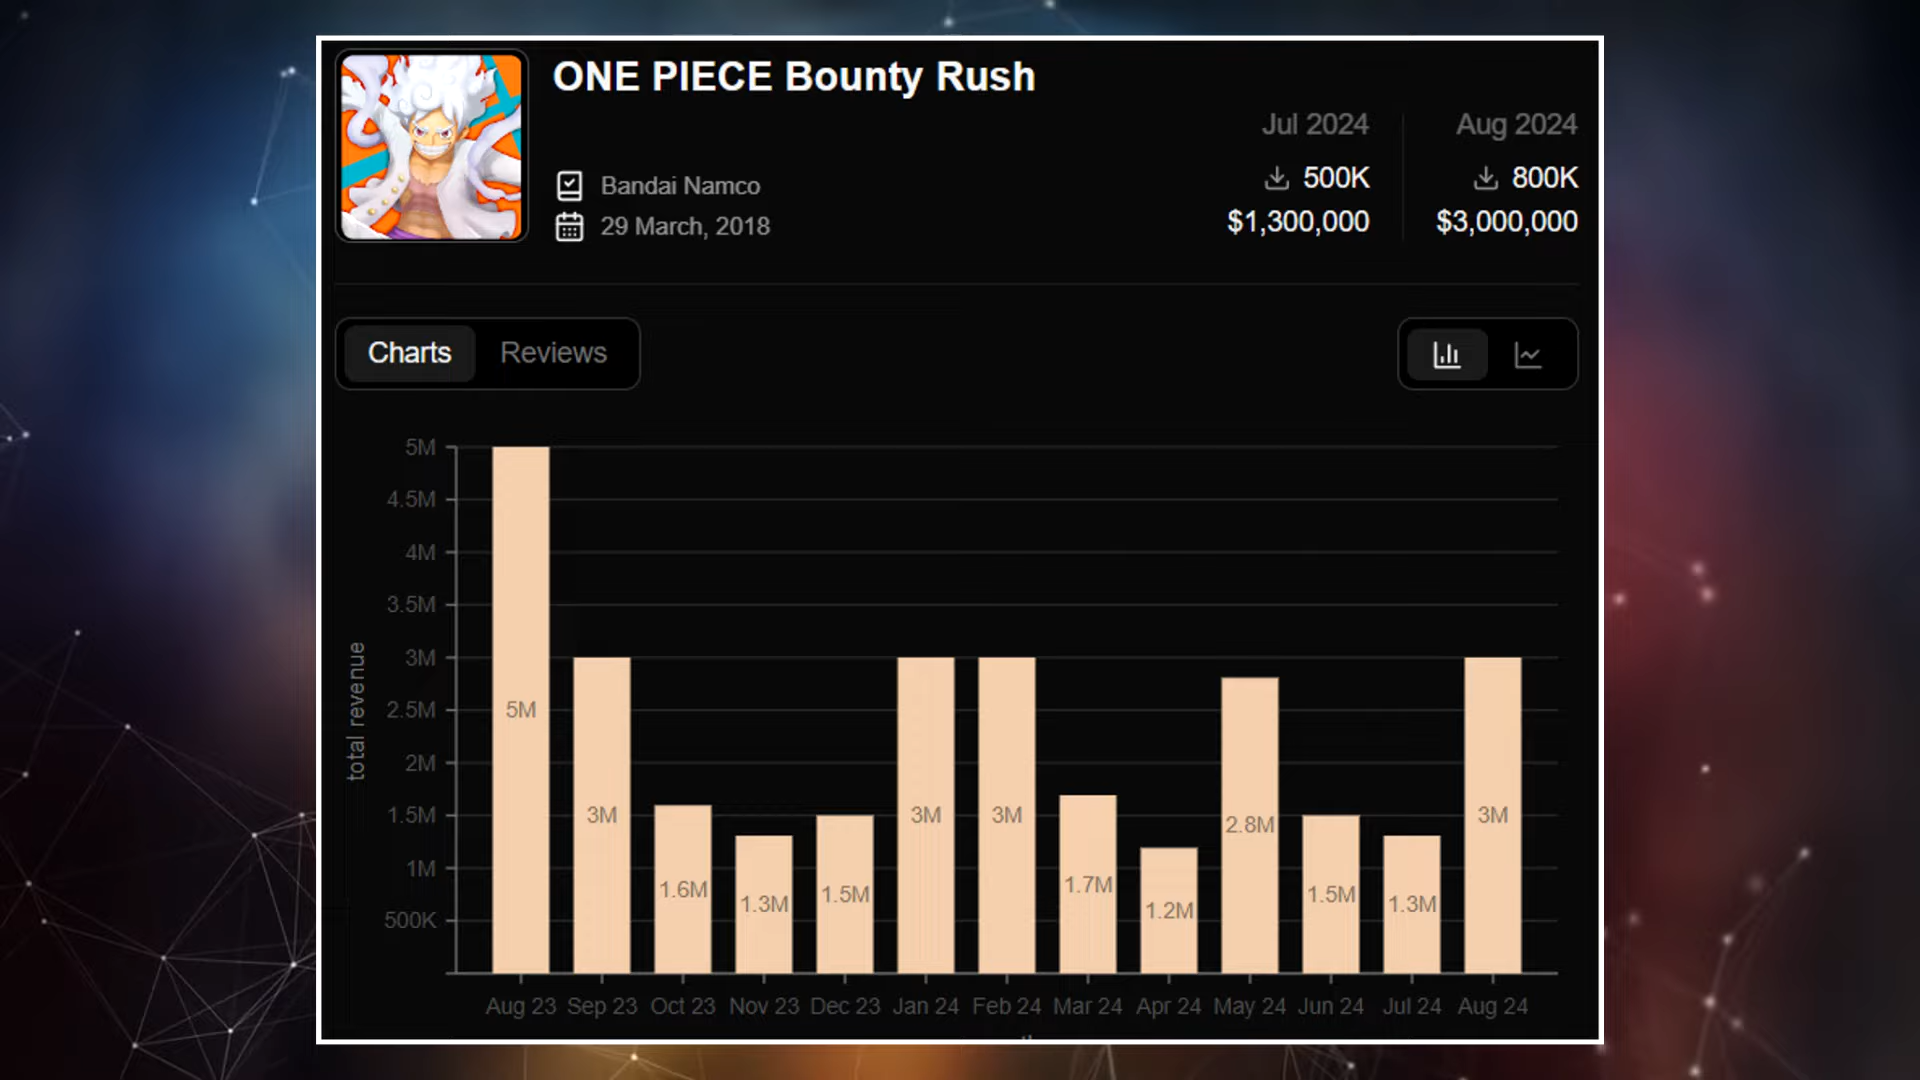 ONE PIECE Bounty Rush
Jul 2024
Aug 2024
500K
800K
Bandai Namco
29 March, 2018
$1,300,000
$3,000,000
Charts
Reviews
5M
4.5M
4M
3.5M
3M
2.5M
2M
1.5M
1M
500K
total revenue
5M
3M
1.6M
1.3M
1.5M
3M
3M
1.7M
1.2M
2.8M
1.5M
1.3M
3M
Aug 23 Sep 23 Oct 23 Nov 23 Dec 23 Jan 24 Feb 24 Mar 24 Apr 24 May 24 Jun 24 Jul 24 Aug 24